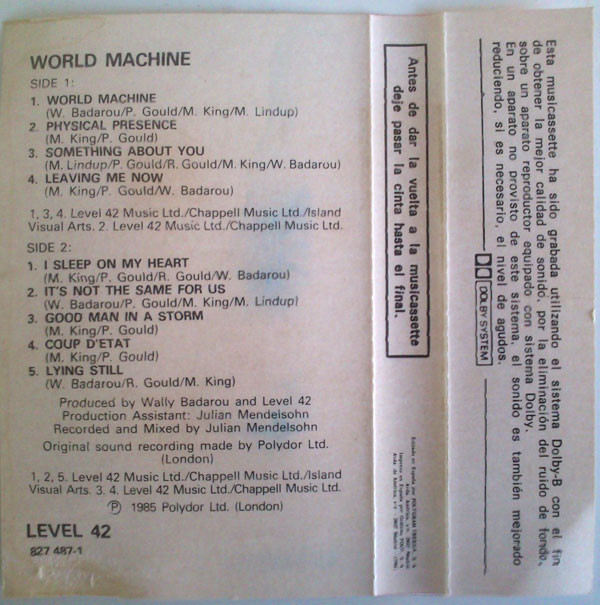 WORLD MACHINE
SIDE 1:
1. WORLD MACHINE
(W. Badarou/P. Gould/M. King/M. Lindup)
2. PHYSICAL PRESENCE
(M. King/P. Gould)
3. SOMETHING ABOUT YOU
(M. Lindup/P. Gould/R. Gould/M. King/W. Badarou)
4. LEAVING ME NOW
(M. King/P. Gould/W. Badarou)
1, 3, 4. Level 42 Music Ltd./Chappell Music Ltd./Island
Visual Arts. 2. Level 42 Music Ltd./Chappell Music Ltd.
SIDE 2:
1. I SLEEP ON MY HEART
(M. King/P. Gould/R. Gould/W. Badarou)
2. IT'S NOT THE SAME FOR US
(W. Badarou/P. Gould/M. King/M. Lindup)
3. GOOD MAN IN A STORM
(M. King/P. Gould)
4. COUP D'ETAT
(M. King/P. Gould)
5. LYING STILL
(W. Badarou/R. Gould/M. King)
Produced by Wally Badarou and Level 42
Production Assistant: Julian Mendelsohn
Recorded and Mixed by Julian Mendelsohn
Original sound recording made by Polydor Ltd.
(London)
1, 2, 5. Level 42 Music Ltd./Chappell Music Ltd./Island
Visual Arts. 3. 4. Level 42 Music Ltd./Chappell Music Ltd.
Ⓟ 1985 Polydor Ltd. (London)
LEVEL 42
827 487-1
Antes de dar la vuelta a la musicassette
deje pasar la cinta hasta el final.
Editado en España por POLYGRAM IBERICA, S.A.
Esta musicassette ha sido grabada utilizando el sistema Dolby-B con el fin
de obtener la mejor calidad de sonido, por la eliminación del ruido de fondo,
sobre un aparato reproductor equipado con sistema Dolby.
En un aparato no provisto de este sistema, el sonido es también mejorado
reduciendo, si es necesario, el nivel de agudos.
DOLBY SYSTEM